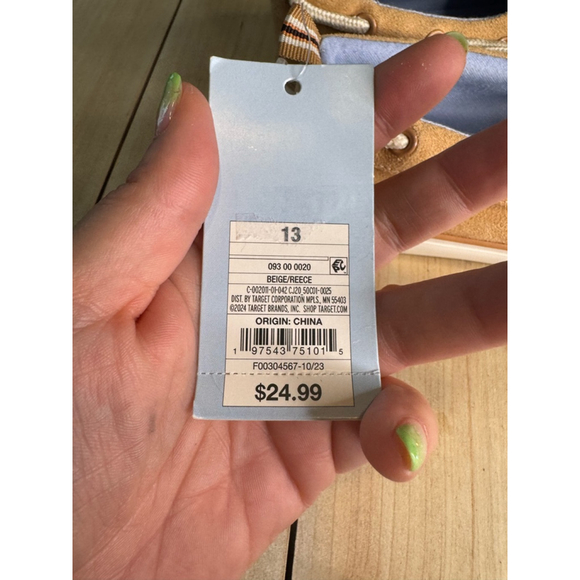 13
093 00 0020
BEIGE/REECE
C-002011-01-042 CJ20_50C01-0025
DIST. BY TARGET CORPORATION MPLS., MN 55403
©2024 TARGET BRANDS, INC. SHOP TARGET.COM
ORIGIN: CHINA
1 97543 75101 5
F00304567-10/23
$24.99